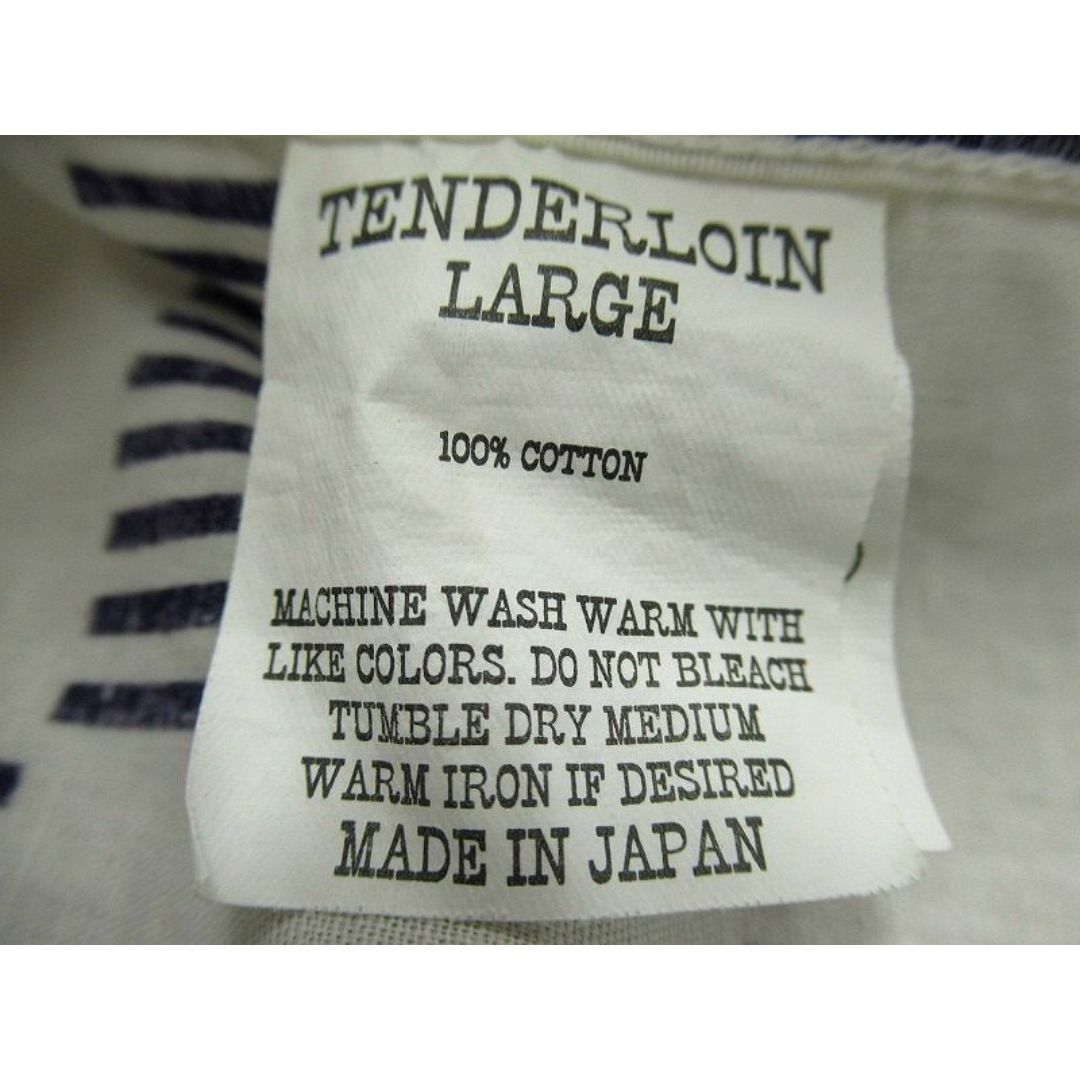 TENDERLOIN
LARGE
100% COTTON
MACHINE WASH WARM WITH
LIKE COLORS. DO NOT BLEACH
TUMBLE DRY MEDIUM
WARM IRON IF DESIRED
MADE IN JAPAN